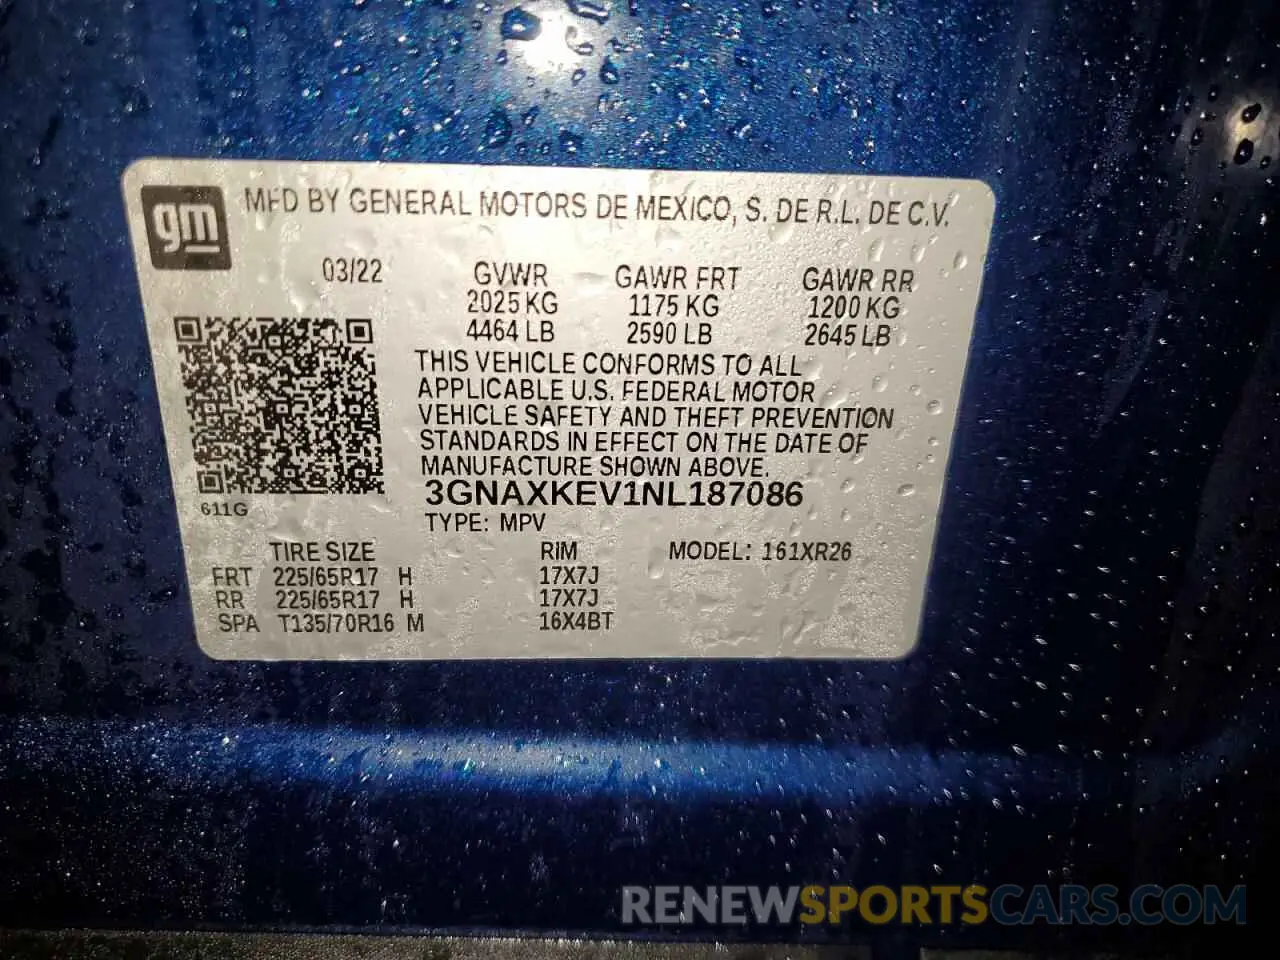 gm MFD BY GENERAL MOTORS DE MEXICO, S. DE R.L. DE C.V.
03/22 GVWR GAWR FRT GAWR RR
2025 KG 1175 KG 1200 KG
4464 LB 2590 LB 2645 LB
THIS VEHICLE CONFORMS TO ALL
APPLICABLE U.S. FEDERAL MOTOR
VEHICLE SAFETY AND THEFT PREVENTION
STANDARDS IN EFFECT ON THE DATE OF
MANUFACTURE SHOWN ABOVE.
3GNAXKEV1NL187086
611G
TYPE: MPV
TIRE SIZE RIM MODEL: 161XR26
FRT 225/65R17 H 17X7J
RR 225/65R17 H 17X7J
SPA T135/70R16 M 16X4BT
RENEWSPORTSCARS.COM